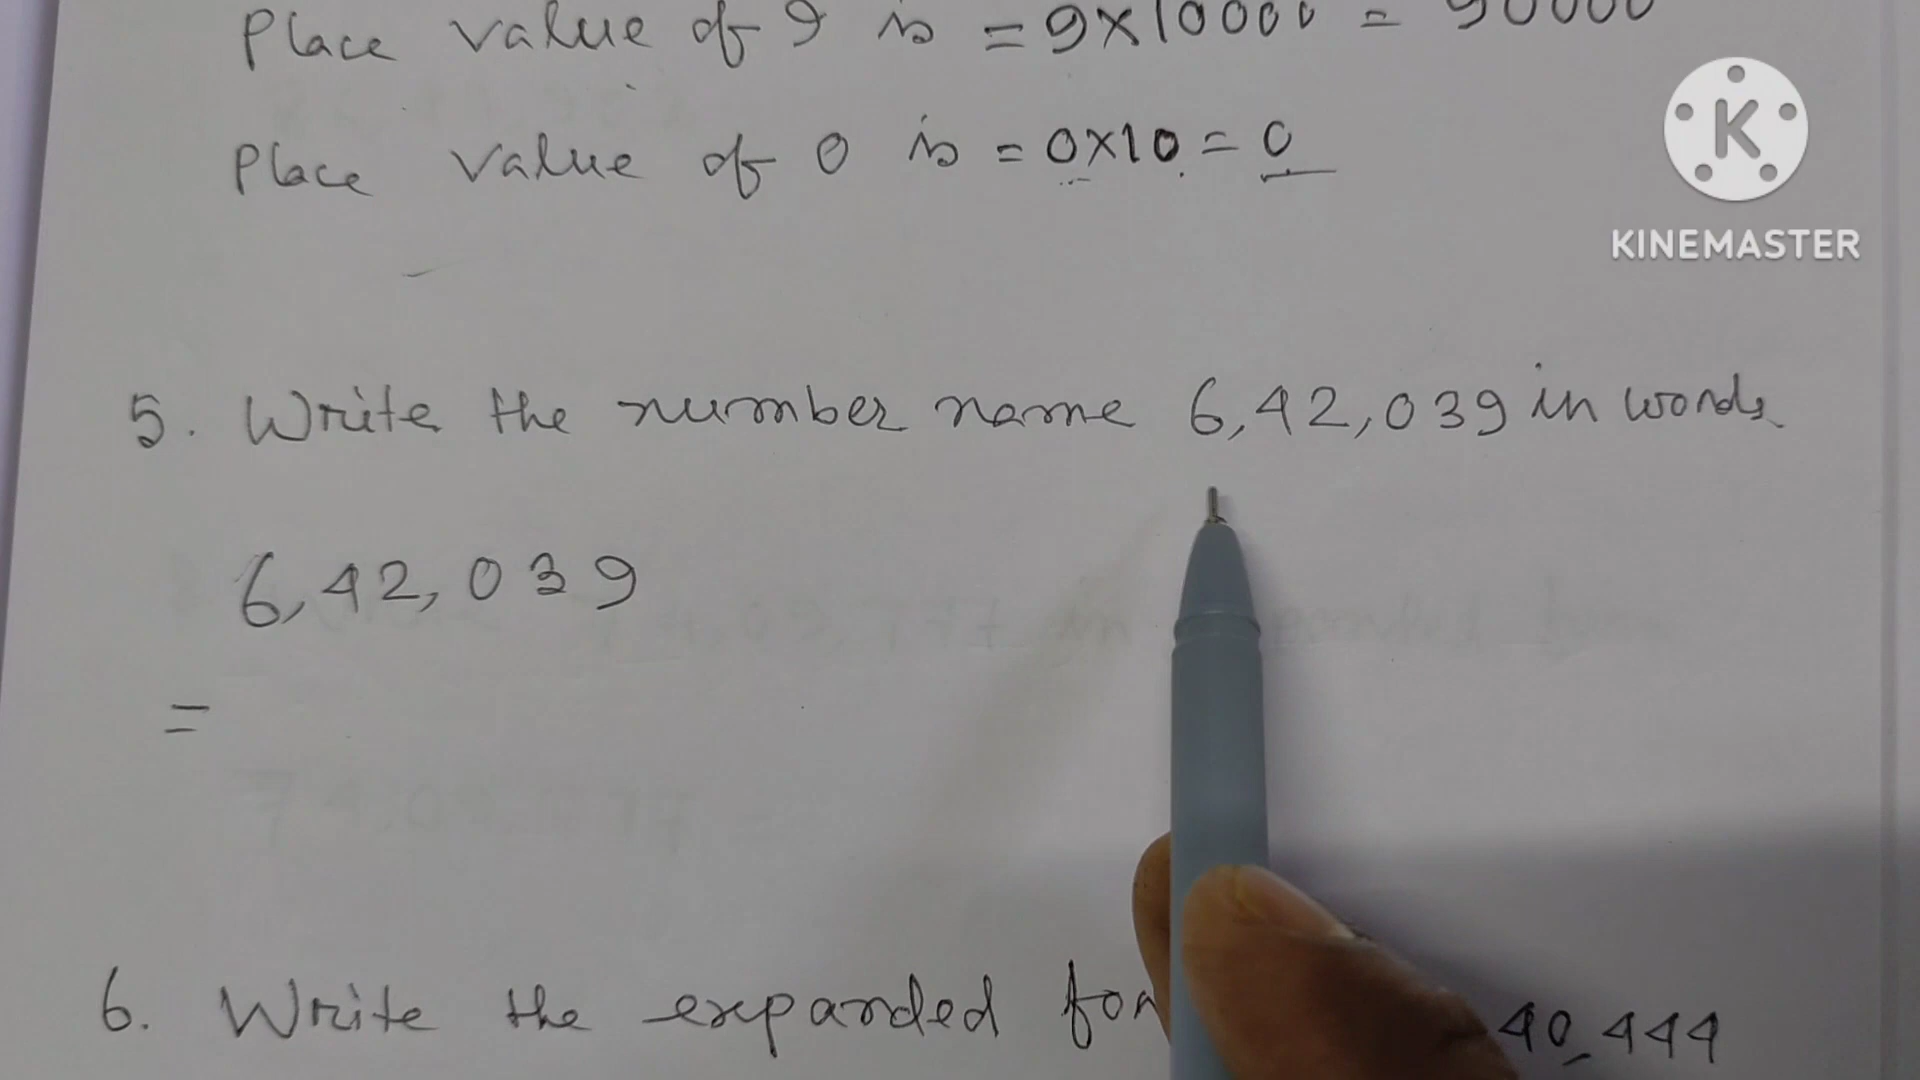 Place value of 9 is = 9×10000 = 90000
Place value of 0 is = 0×10 = 0
K
KINEMASTER
5. Write the number name 6,42,039 in words
6,42,039
=
6. Write the expanded for 40,444